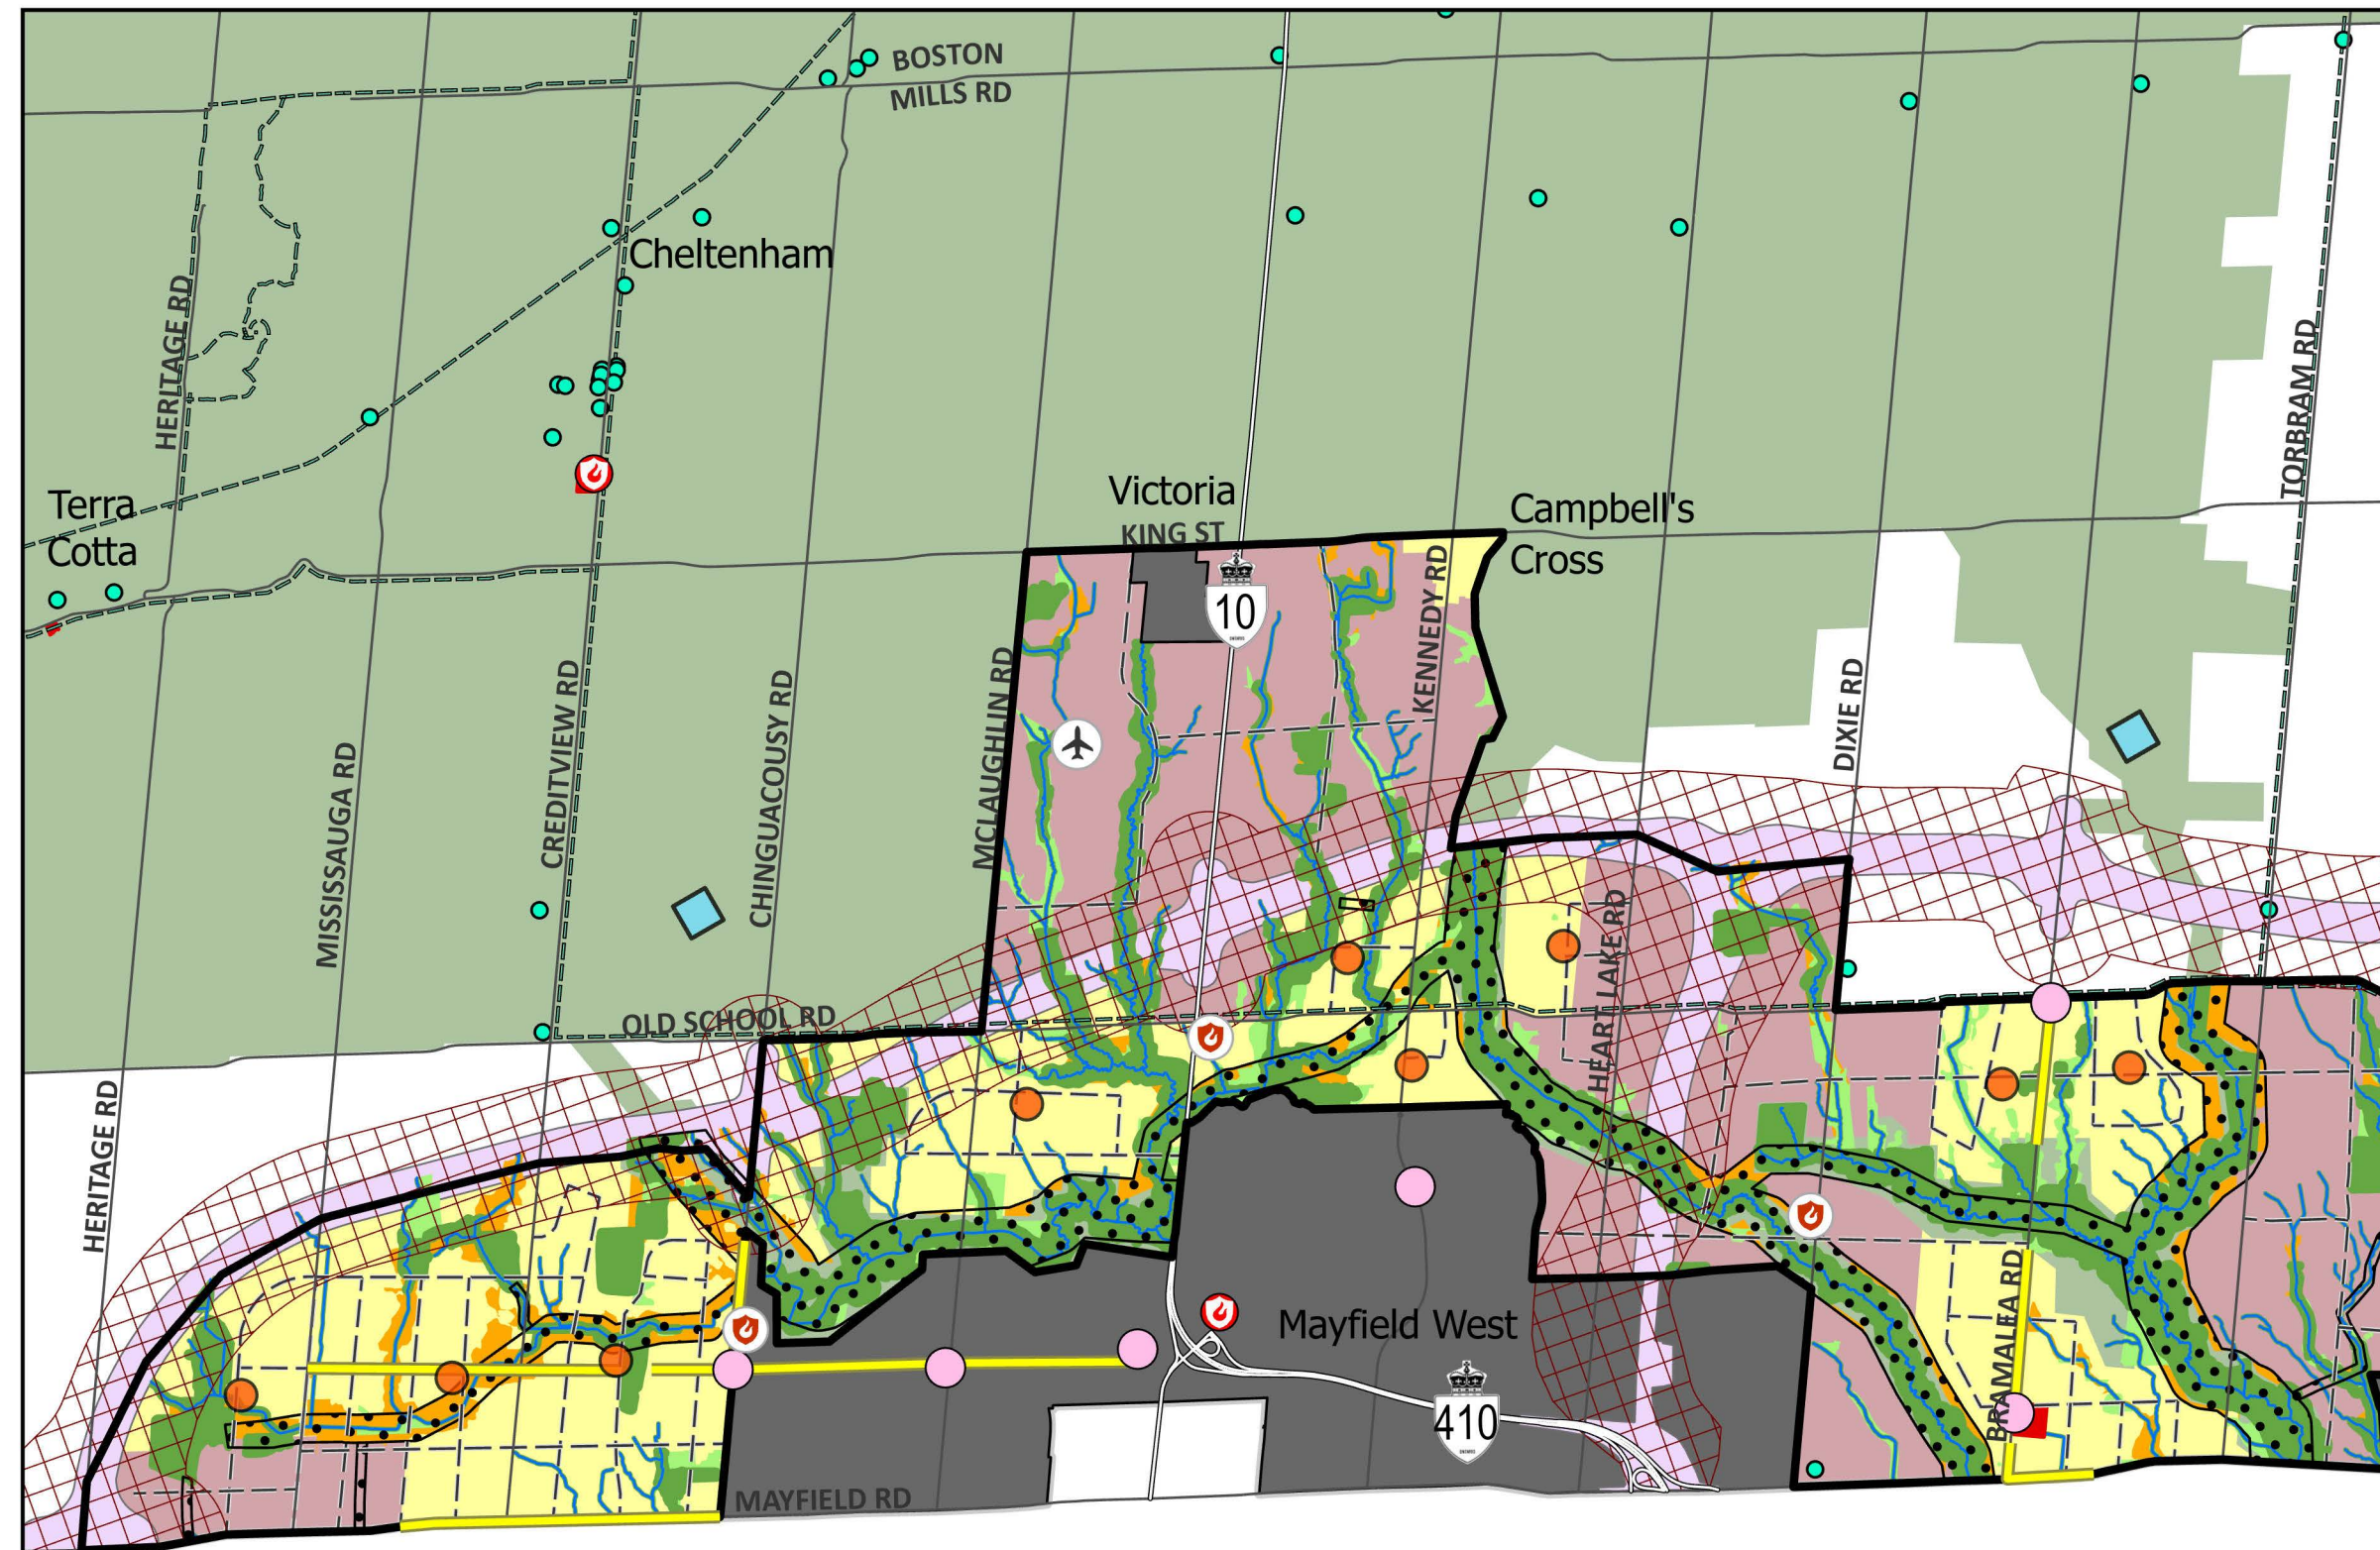 BOSTON
MILLS RD
Cheltenham
HERITAGE RD
TORBRAM RD
Terra
Cotta
Victoria
KING ST
Campbell's
Cross
10
KENNEDY RD
MCLAUGHLIN RD
CREDITVIEW RD
CHINGUACOUSY RD
DIXIE RD
MISSISSAUGA RD
HEART LAKE RD
OLD SCHOOL RD
HERITAGE RD
Mayfield West
BRAMALEA RD
410
MAYFIELD RD